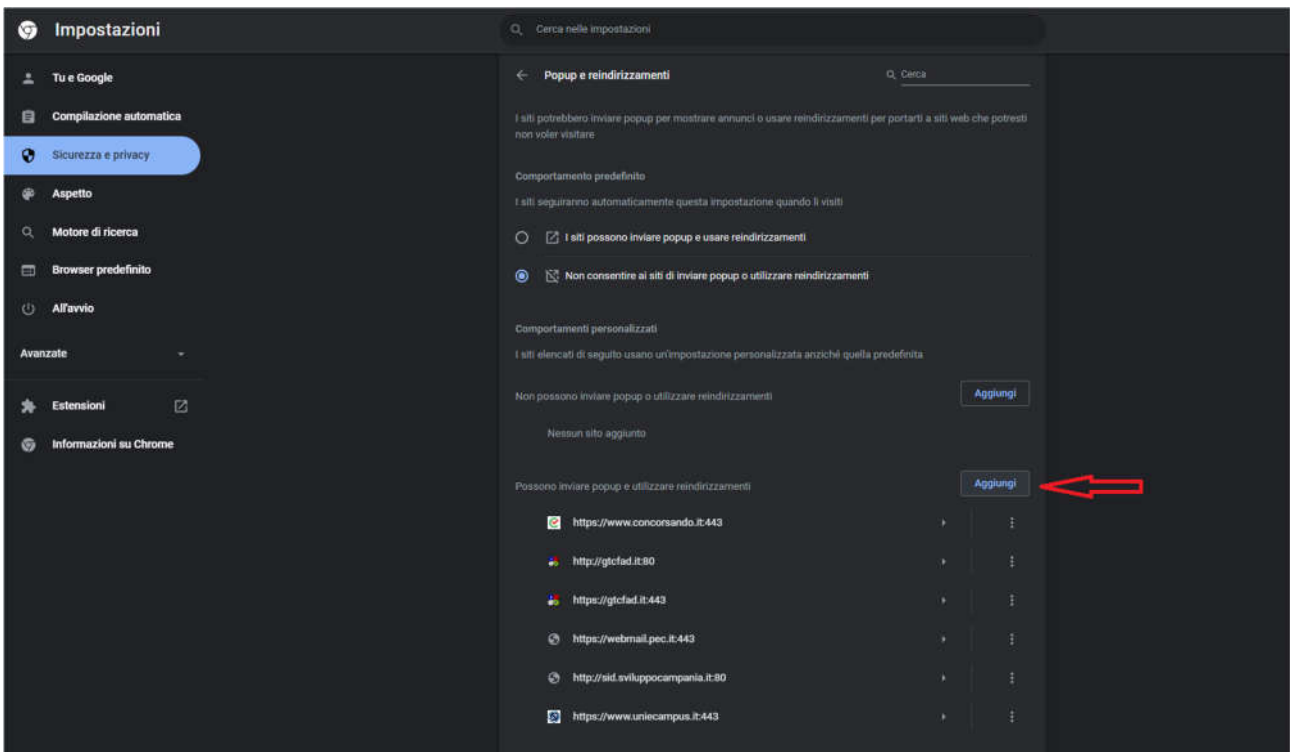 Impostazioni
Cerca nelle impostazioni
Tu e Google
Compilazione automatica
Sicurezza e privacy
Aspetto
Motore di ricerca
Browser predefinito
All'avvio
Avanzate
Estensioni
Informazioni su Chrome
Popup e reindirizzamenti
Cerca
I siti potrebbero inviare popup per mostrare annunci o usare reindirizzamenti per portarti a siti web che potresti
non voler visitare
Comportamento predefinito
I siti seguiranno automaticamente questa impostazione quando li visiti
I siti possono inviare popup e usare reindirizzamenti
Non consentire ai siti di inviare popup o utilizzare reindirizzamenti
Comportamenti personalizzati
I siti elencati di seguito usano un'impostazione personalizzata anziché quella predefinita
Non possono inviare popup o utilizzare reindirizzamenti
Aggiungi
Nessun sito aggiunto
Possono inviare popup e utilizzare reindirizzamenti
Aggiungi
https://www.concorsando.it:443
http://gtcfad.it:80
https://gtcfad.it:443
https://webmail.pec.it:443
http://sid.sviluppocampania.it:80
https://www.uniecampus.it:443